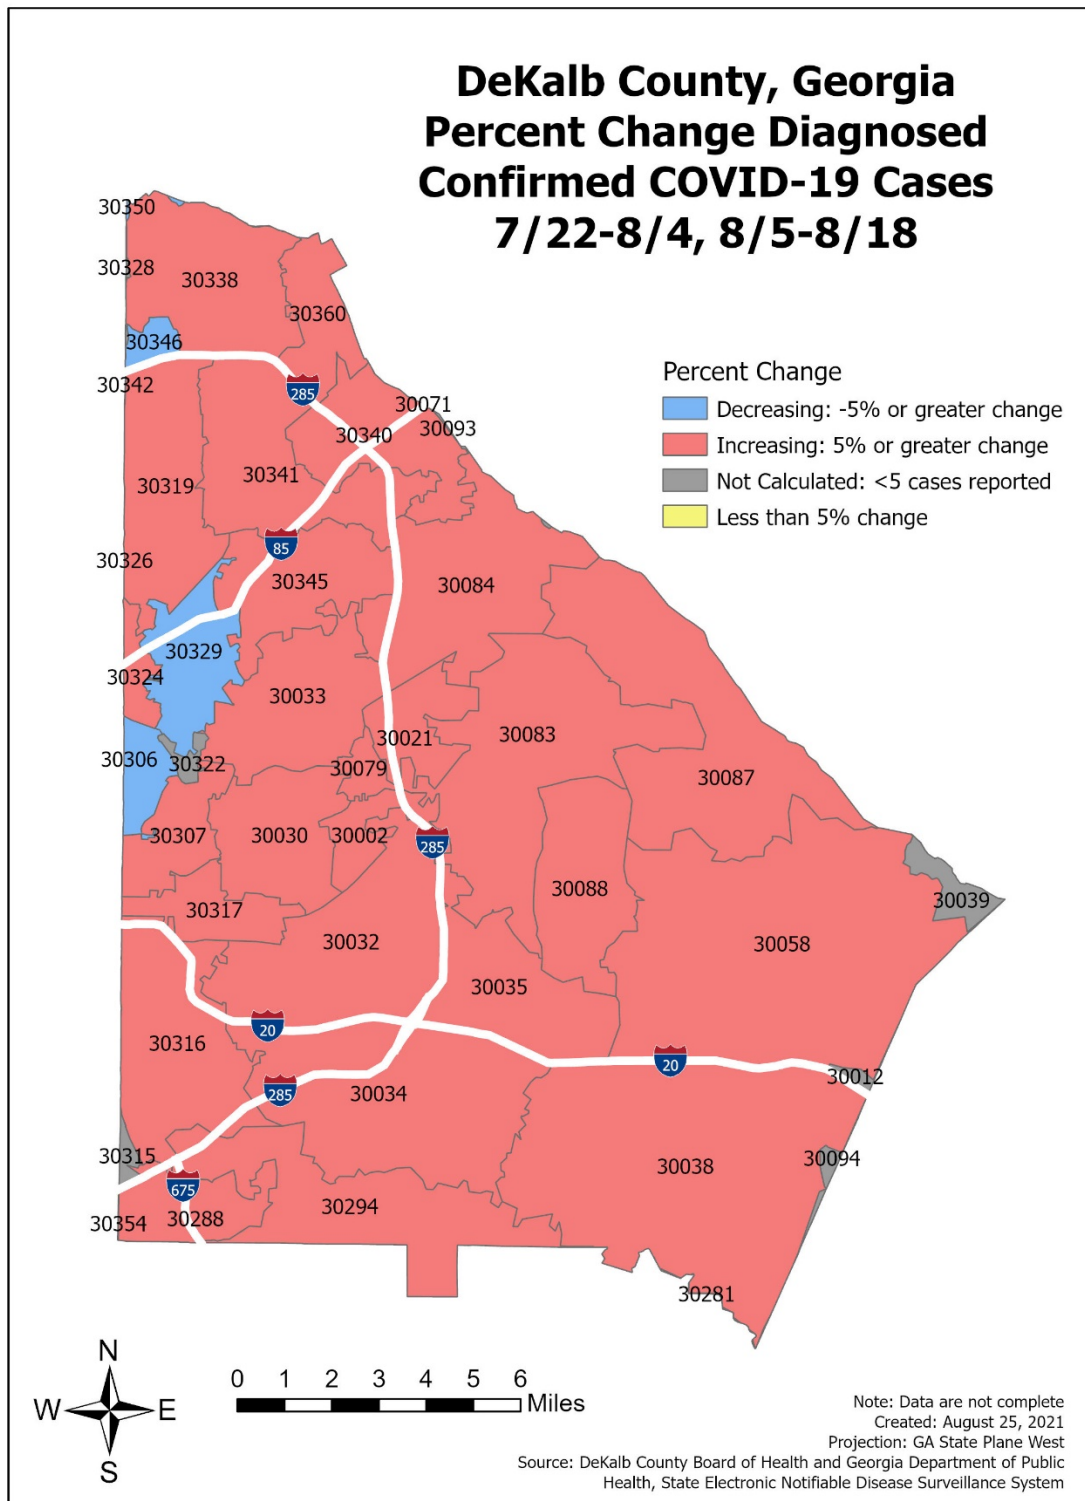 DeKalb County, Georgia
Percent Change Diagnosed
Confirmed COVID-19 Cases
7/22-8/4, 8/5-8/18
30350
30328
30338
30360
30346
30342
285
30071
30093
30340
30341
30319
85
30326
30345
30084
30329
30324
30033
30306
30322
30021
30083
30079
30087
30307
30030
30002
285
30088
30039
30317
30032
30058
30035
20
30316
20
30012
285
30034
30315
30038
30094
675
30354
30288
30294
30281
Percent Change
Decreasing: -5% or greater change
Increasing: 5% or greater change
Not Calculated: <5 cases reported
Less than 5% change
N
W E
S
0 1 2 3 4 5 6
Miles
Note: Data are not complete
Created: August 25, 2021
Projection: GA State Plane West
Source: DeKalb County Board of Health and Georgia Department of Public
Health, State Electronic Notifiable Disease Surveillance System